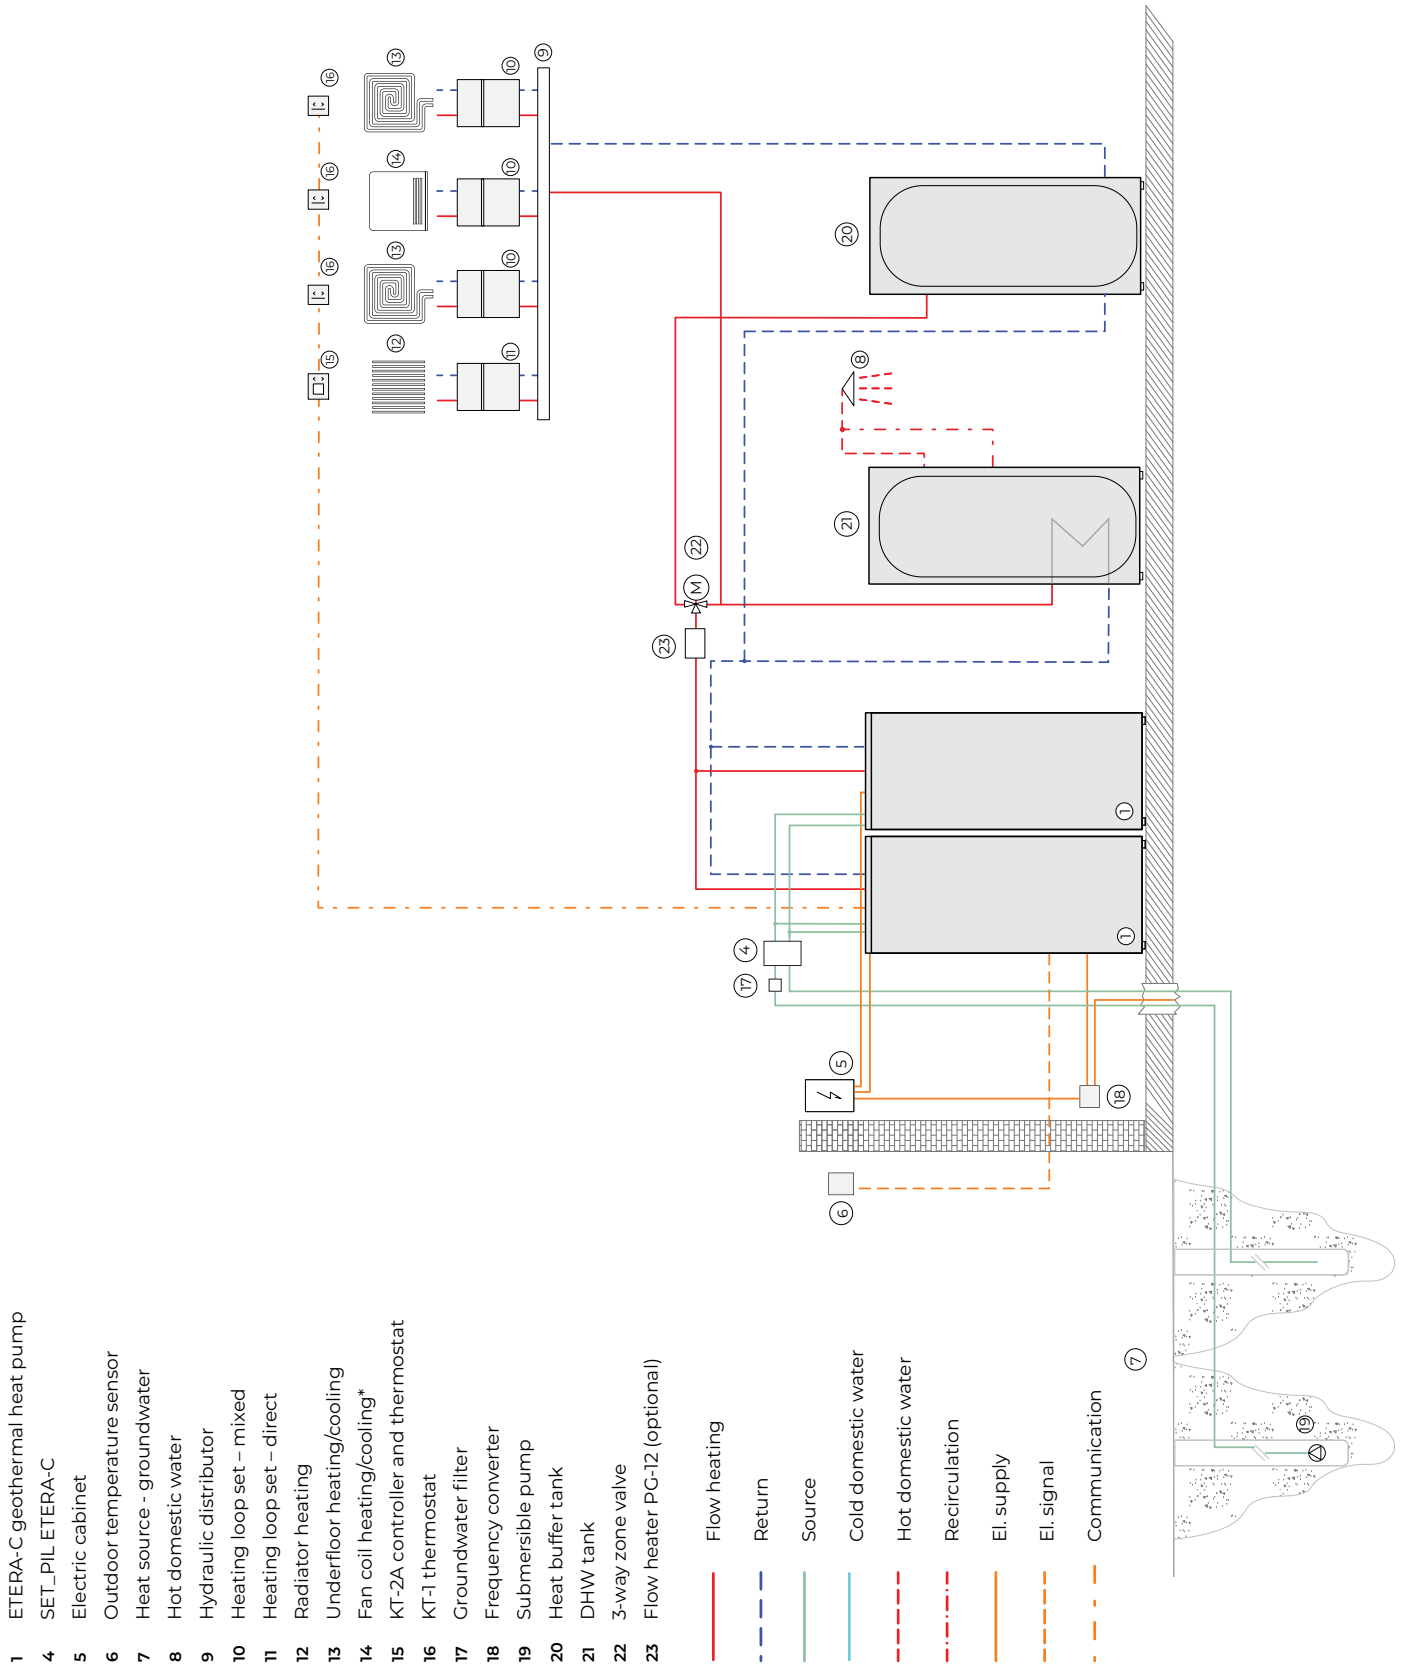 1 ETERA-C geothermal heat pump
4 SET_PIL ETERA-C
5 Electric cabinet
6 Outdoor temperature sensor
7 Heat source - groundwater
8 Hot domestic water
9 Hydraulic distributor
10 Heating loop set – mixed
11 Heating loop set – direct
12 Radiator heating
13 Underfloor heating/cooling
14 Fan coil heating/cooling*
15 KT-2A controller and thermostat
16 KT-1 thermostat
17 Groundwater filter
18 Frequency converter
19 Submersible pump
20 Heat buffer tank
21 DHW tank
22 3-way zone valve
23 Flow heater PG-12 (optional)
Flow heating
Return
Source
Cold domestic water
Hot domestic water
Recirculation
El. supply
El. signal
Communication
15
16
16
16
12
13
14
13
11
10
10
10
9
23
M
22
17
4
6
5
21
8
20
18
1
1
7
19